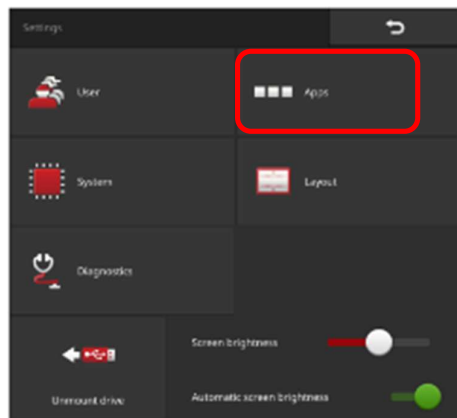 Settings
User
Apps
System
Layout
Diagnostics
Screen brightness
Unmount drive
Automatic screen brightness